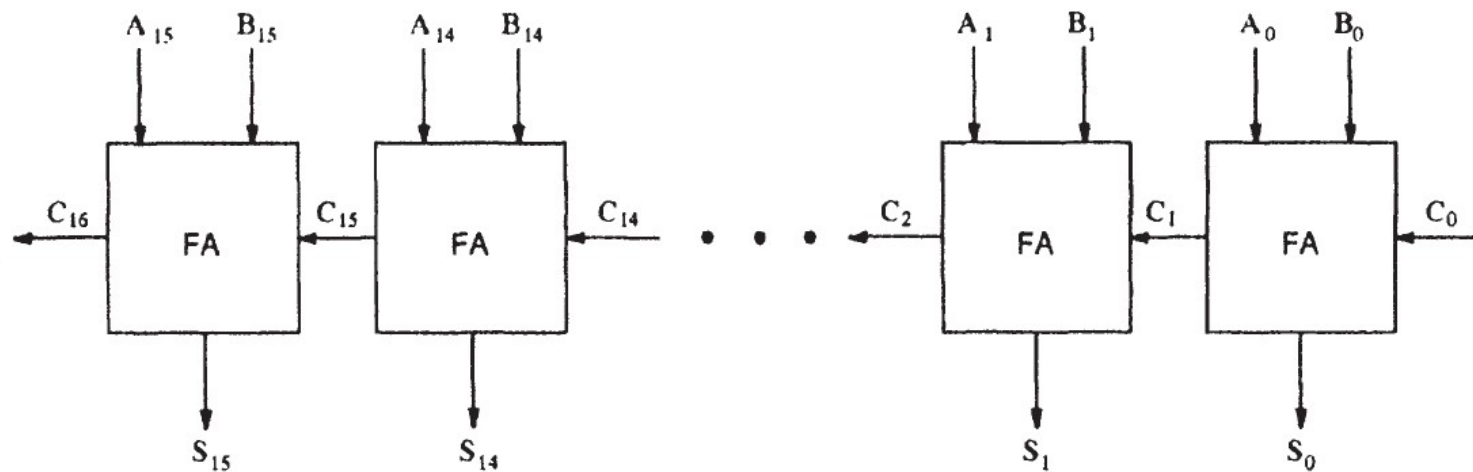 A₁₅ B₁₅ A₁₄ B₁₄ A₁ B₁ A₀ B₀
C₁₆ C₁₅ C₁₄ C₂ C₁ C₀
FA FA FA FA
S₁₅ S₁₄ S₁ S₀